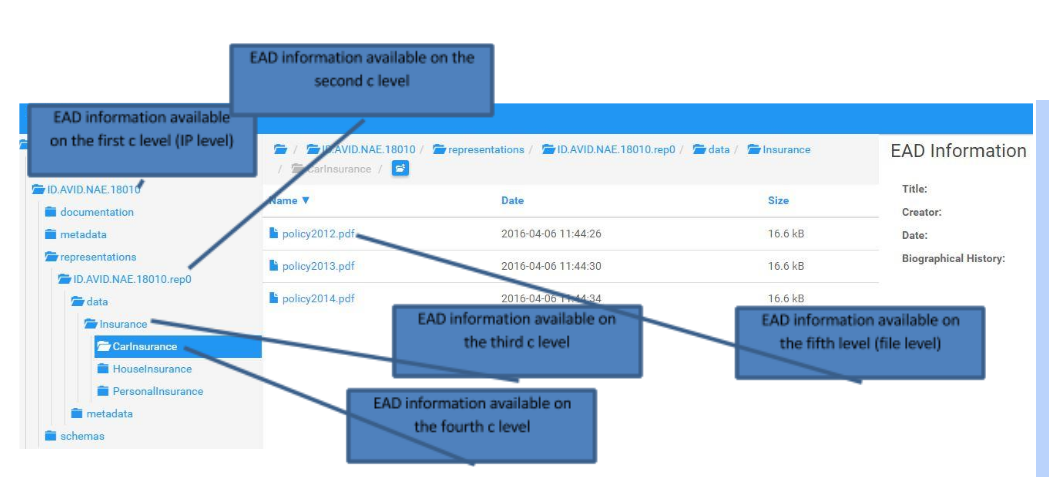 EAD information available on the
second c level
EAD information available
on the first c level (IP level)
/ ID.AVID.NAE.18010 / representations / ID.AVID.NAE.18010.rep0 / data / Insurance
/ CarInsurance /
EAD Information
ID.AVID.NAE.18010
documentation
metadata
representations
ID.AVID.NAE.18010.rep0
data
Insurance
CarInsurance
HouseInsurance
PersonalInsurance
metadata
schemas
Name ▼ Date Size
policy2012.pdf 2016-04-06 11:44:26 16.6 kB
policy2013.pdf 2016-04-06 11:44:30 16.6 kB
policy2014.pdf 2016-04-06 11:44:34 16.6 kB
Title:
Creator:
Date:
Biographical History:
EAD information available on
the third c level
EAD information available on
the fifth level (file level)
EAD information available on
the fourth c level